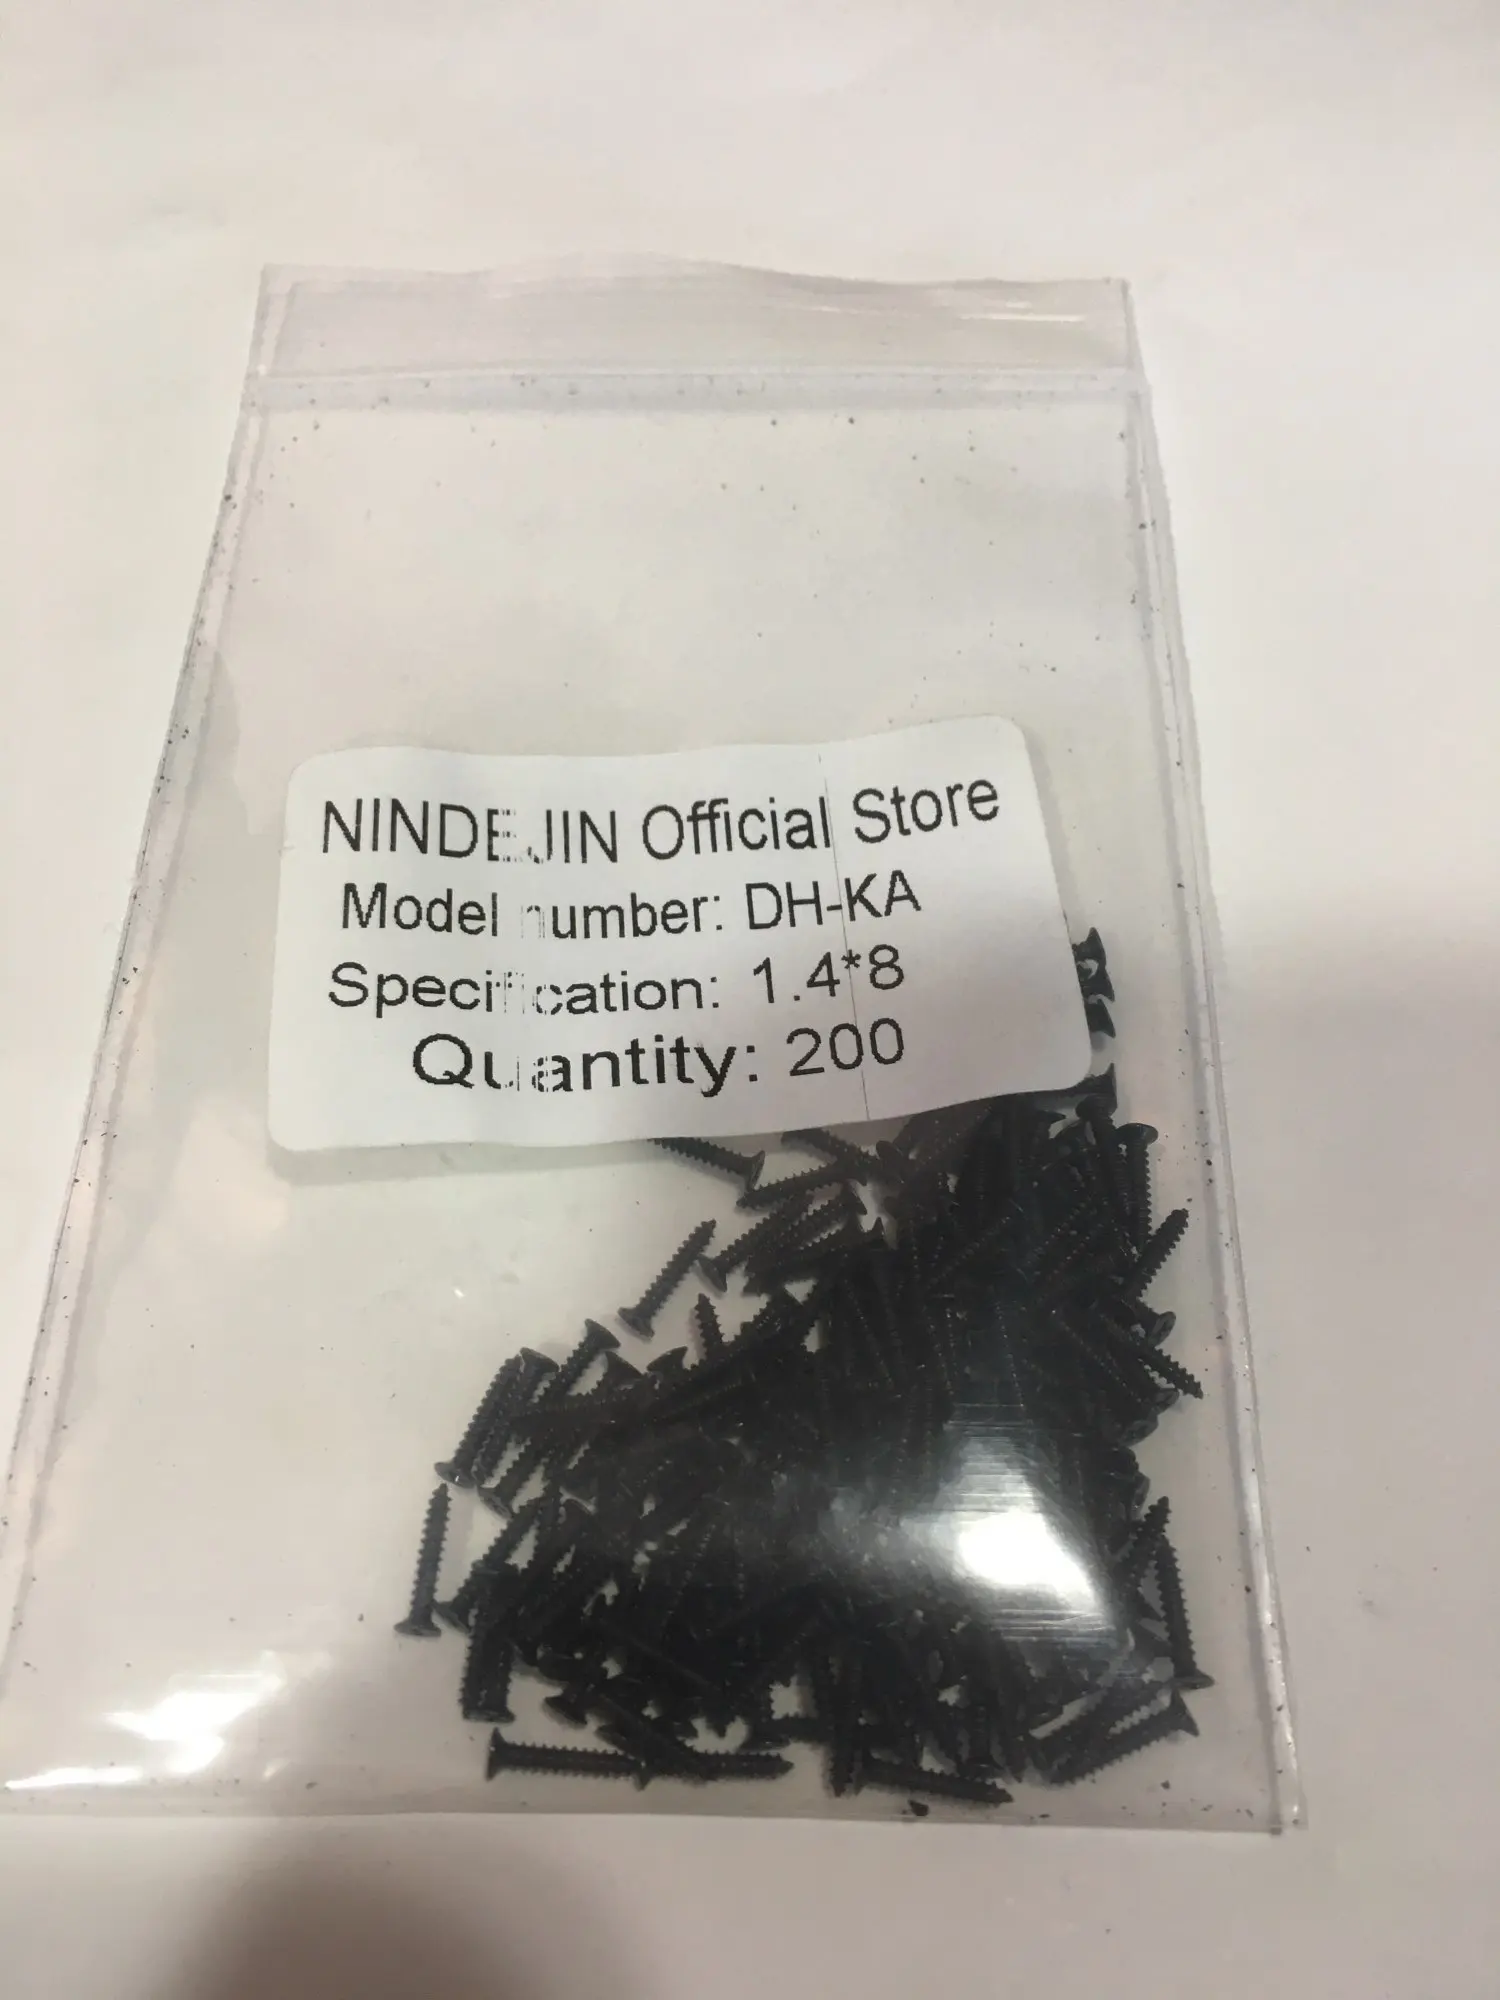 NINDEJIN Official Store
Model number: DH-KA
Specification: 1.4*8
Quantity: 200